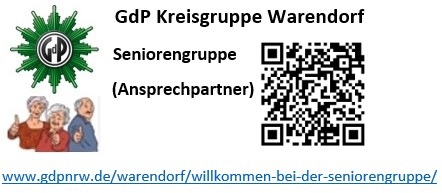 GdP Kreisgruppe Warendorf
GdP
Seniorengruppe
(Ansprechpartner)
www.gdpnrw.de/warendorf/willkommen-bei-der-seniorengruppe/